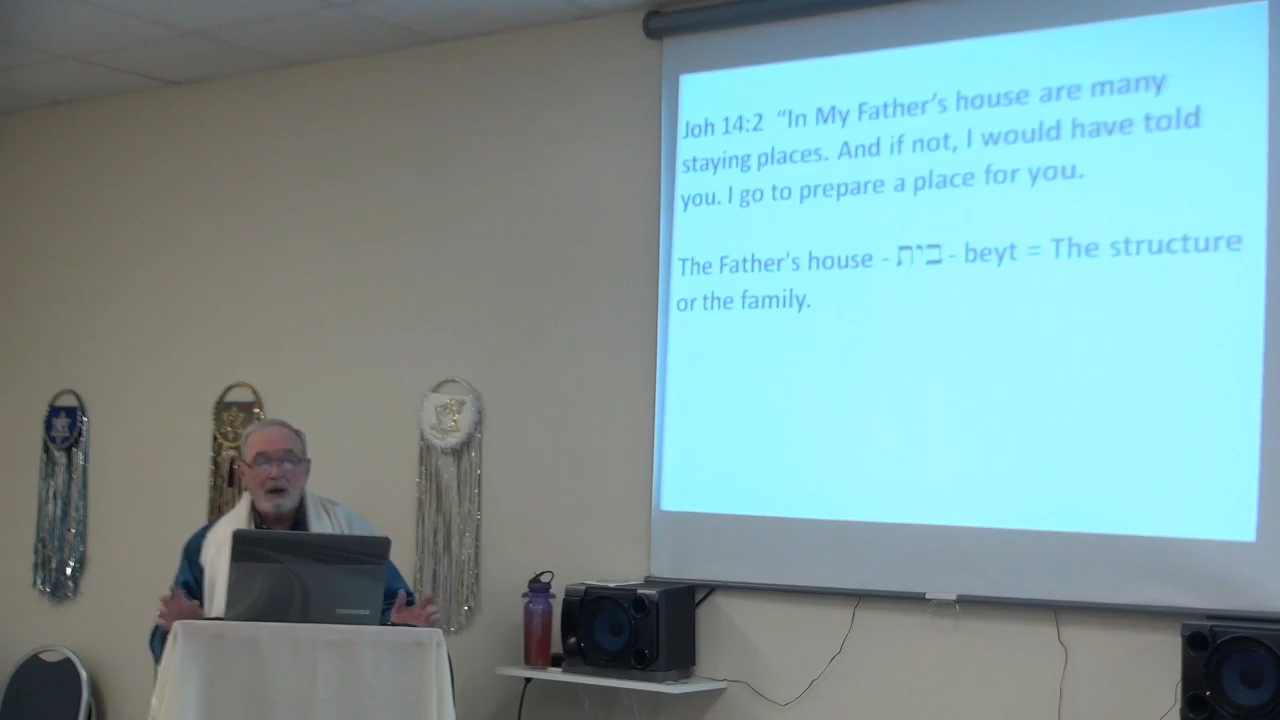 Joh 14:2 “In My Father’s house are many
staying places. And if not, I would have told
you. I go to prepare a place for you.
The Father's house - בית - beyt = The structure
or the family.
TOSHIBA